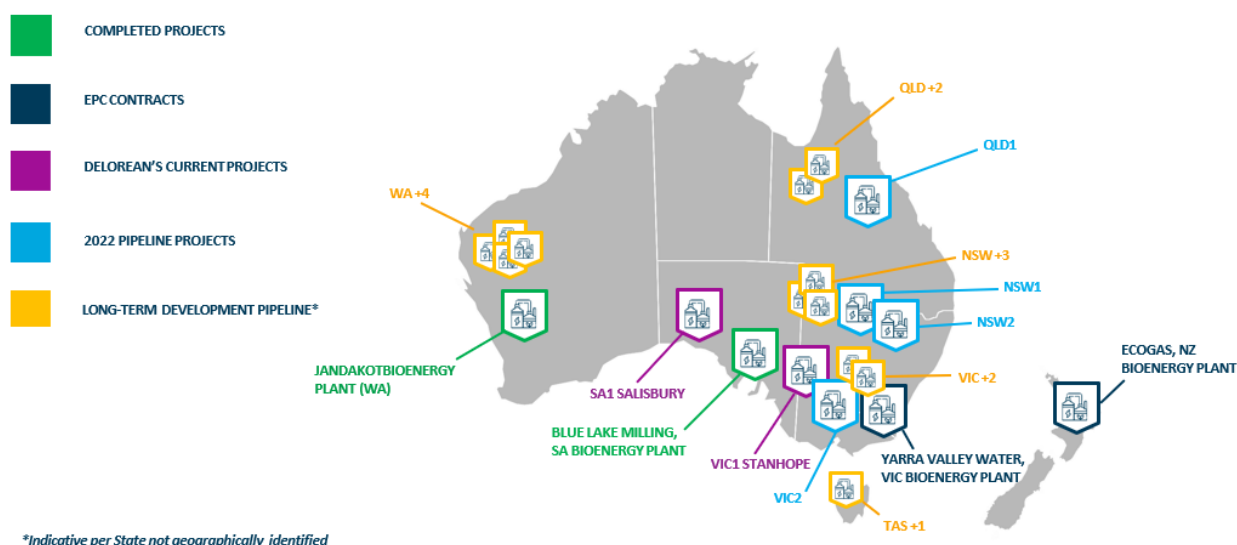 COMPLETED PROJECTS
EPC CONTRACTS
DELOREAN'S CURRENT PROJECTS
2022 PIPELINE PROJECTS
LONG-TERM DEVELOPMENT PIPELINE*
QLD +2
QLD1
WA +4
NSW +3
NSW1
NSW2
JANDAKOTBIOENERGY
PLANT (WA)
SA1 SALISBURY
BLUE LAKE MILLING,
SA BIOENERGY PLANT
VIC1 STANHOPE
VIC2
VIC +2
YARRA VALLEY WATER,
VIC BIOENERGY PLANT
TAS +1
ECOGAS, NZ
BIOENERGY PLANT
*Indicative per State not geographically identified